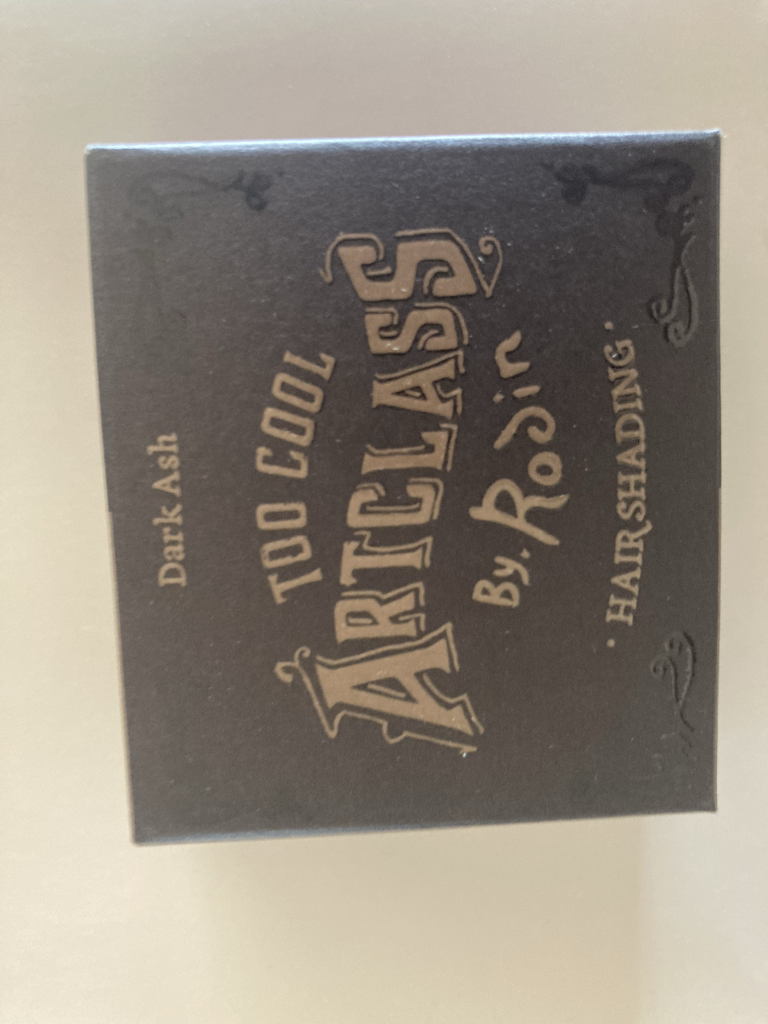 Dark Ash
TOO COOL
ARTCLASS
By. Rodin
· HAIR SHADING ·